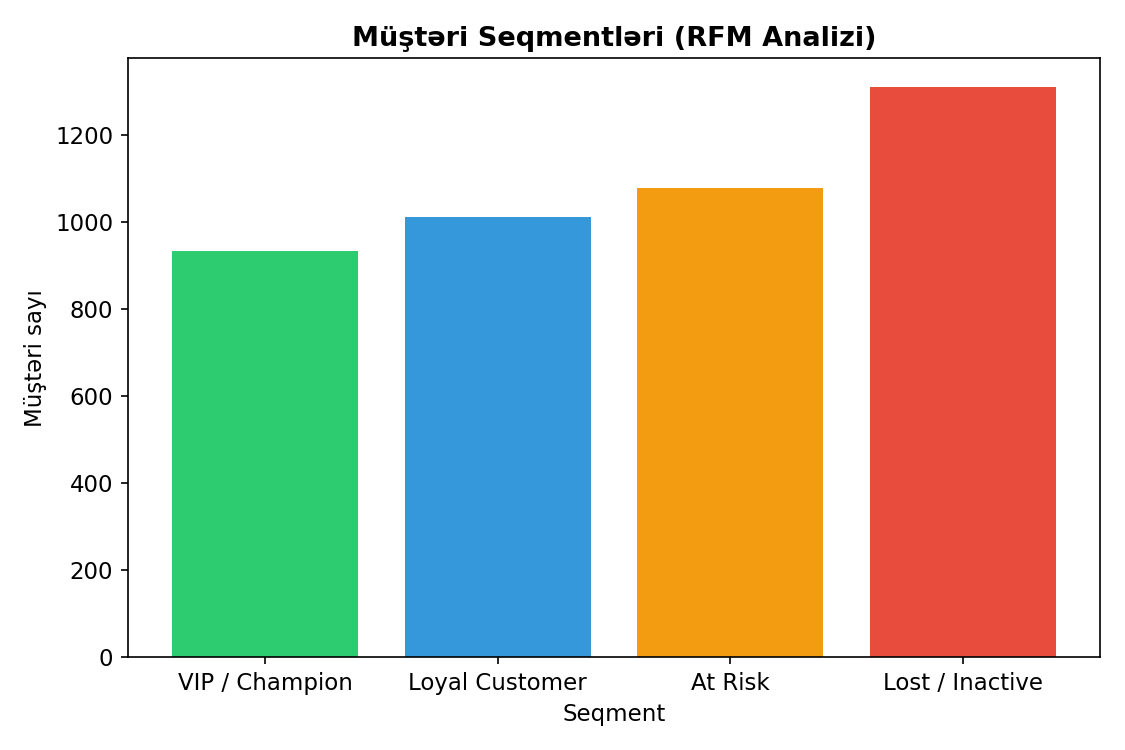 Müştəri Seqmentləri (RFM Analizi)
Müştəri sayı
1200
1000
800
600
400
200
0
VIP / Champion
Loyal Customer
At Risk
Lost / Inactive
Seqment